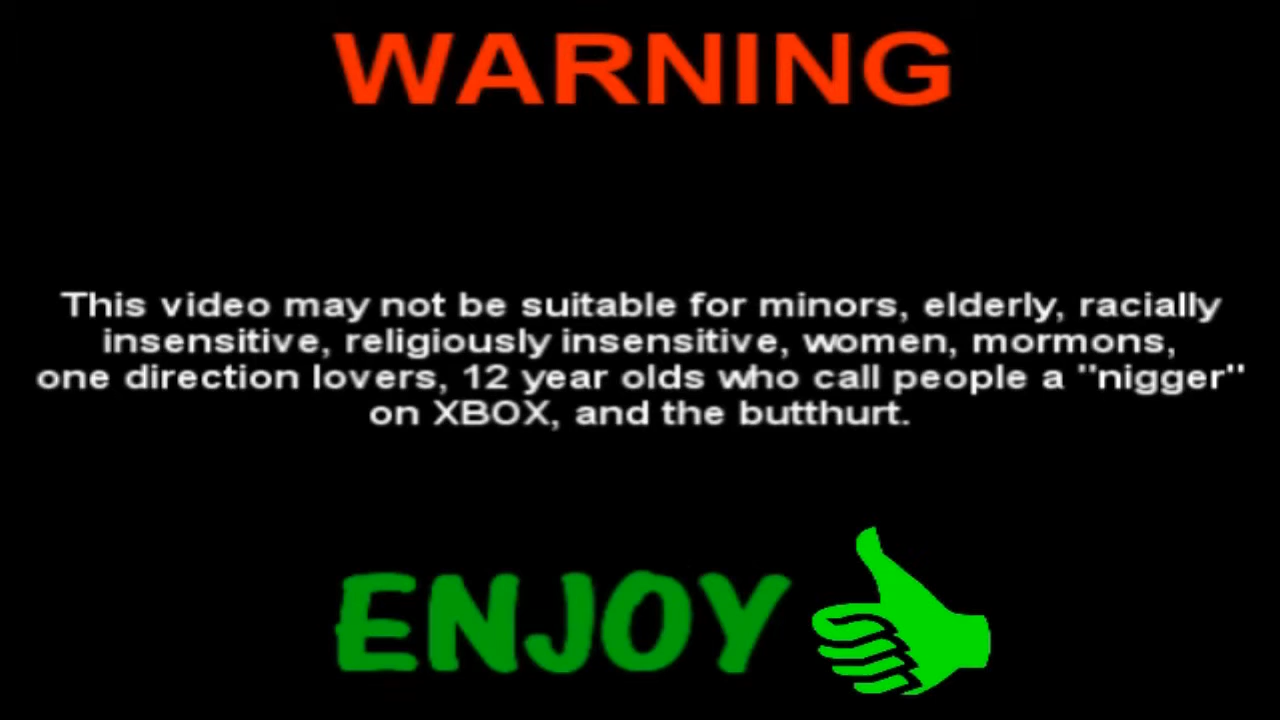 WARNING
This video may not be suitable for minors, elderly, racially
insensitive, religiously insensitive, women, mormons,
one direction lovers, 12 year olds who call people a "nigger"
on XBOX, and the butthurt.
ENJOY